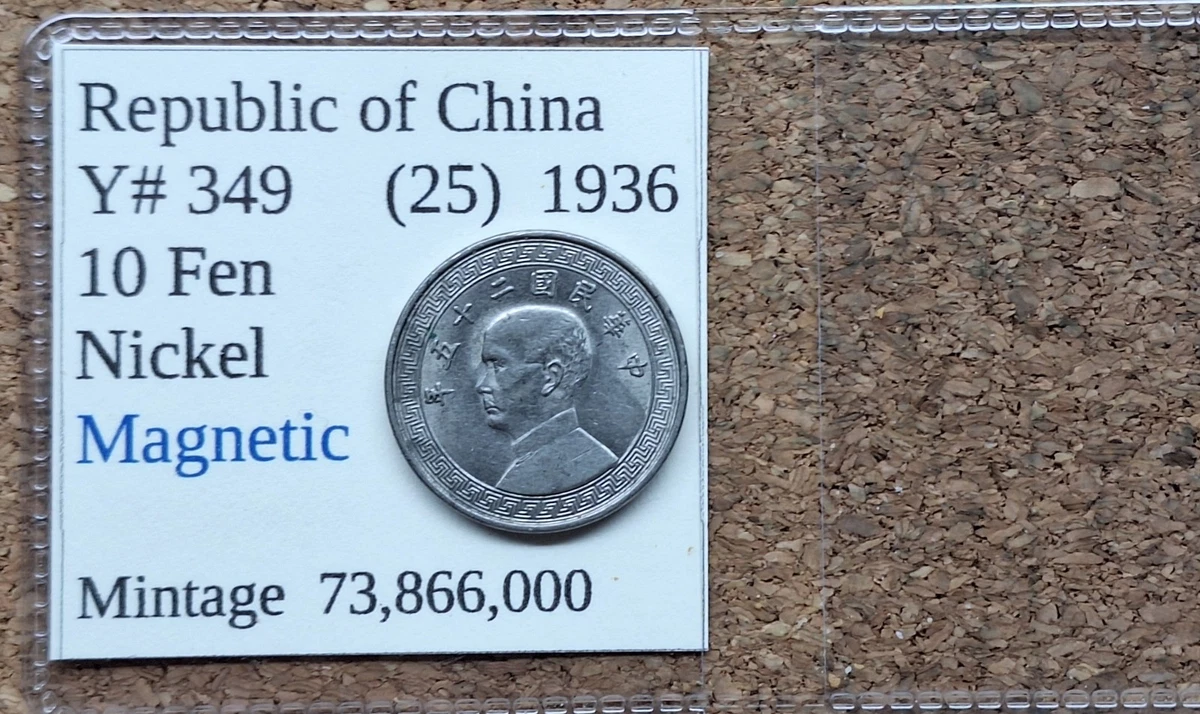 Republic of China
Y# 349 (25) 1936
10 Fen
Nickel
Magnetic
Mintage 73,866,000
中華民國二十五年